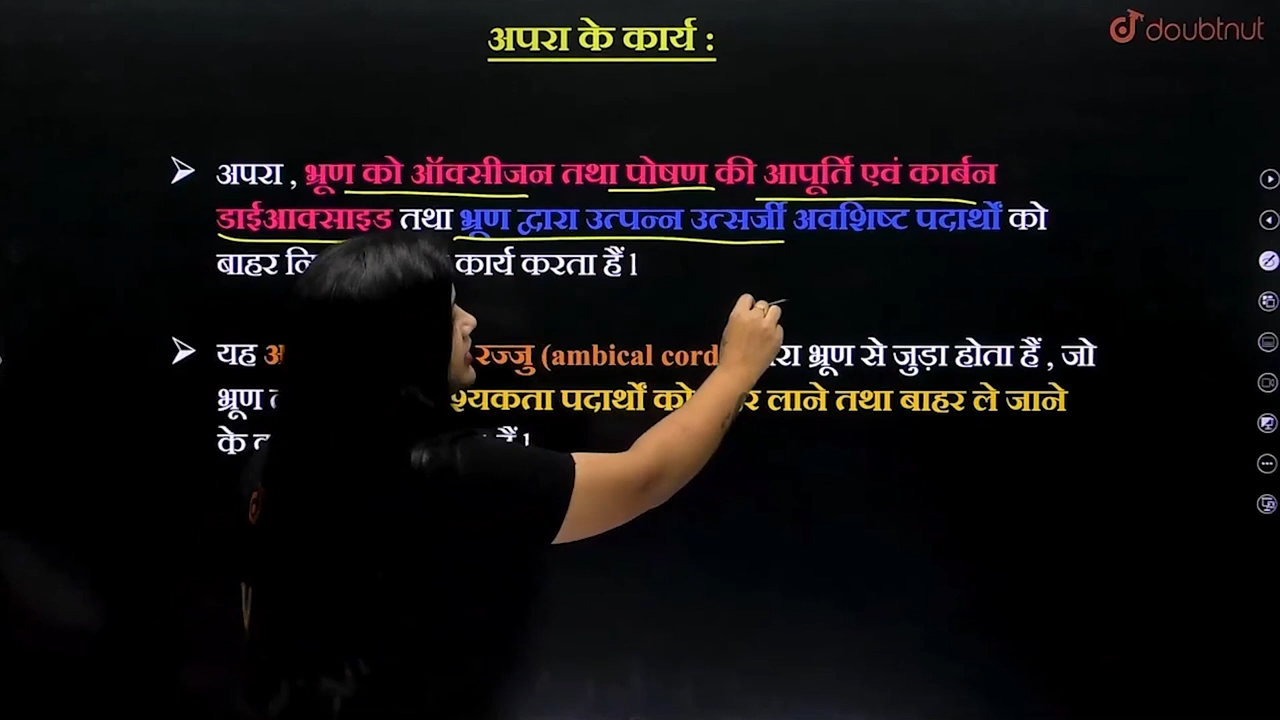 अपरा के कार्य :
doubtnut
अपरा , भ्रूण को ऑक्सीजन तथा पोषण की आपूर्ति एवं कार्बन
डाईआक्साइड तथा भ्रूण द्वारा उत्पन्न उत्सर्जी अवशिष्ट पदार्थों को
बाहर कार्य करता हैं l
यह रज्जु (ambical cord भ्रूण से जुड़ा होता हैं , जो
भ्रूण पदार्थों को लाने तथा बाहर ले जाने
के हैं l